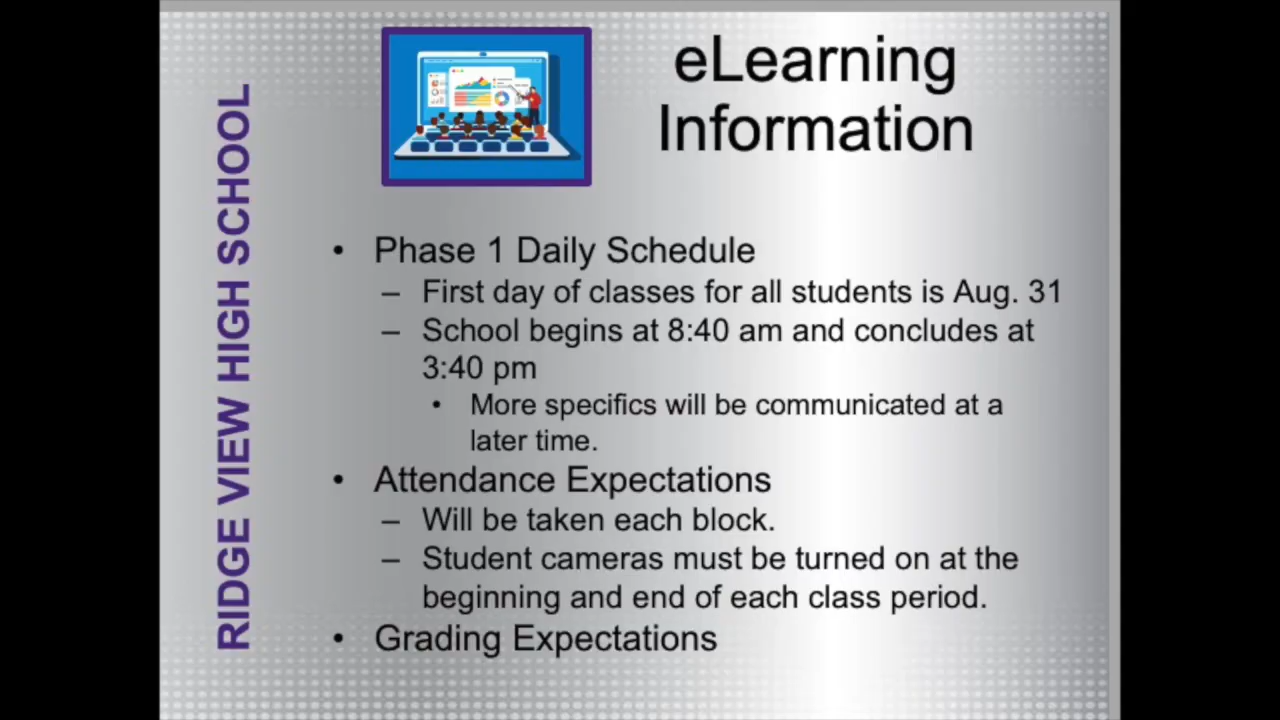 RIDGE VIEW HIGH SCHOOL
eLearning
Information
• Phase 1 Daily Schedule
– First day of classes for all students is Aug. 31
– School begins at 8:40 am and concludes at
3:40 pm
• More specifics will be communicated at a
later time.
• Attendance Expectations
– Will be taken each block.
– Student cameras must be turned on at the
beginning and end of each class period.
• Grading Expectations